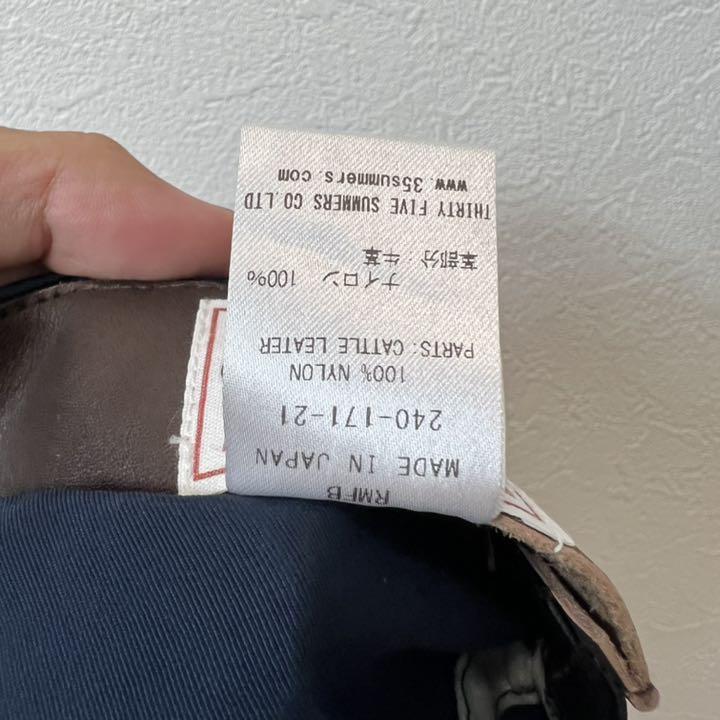 RMFB
MADE IN JAPAN
240-171-21
100% NYLON
PARTS: CATTLE LEATER
ナイロン 100%
革部分: 牛革
THIRTY FIVE SUMMERS CO.LTD
www.35summers.com